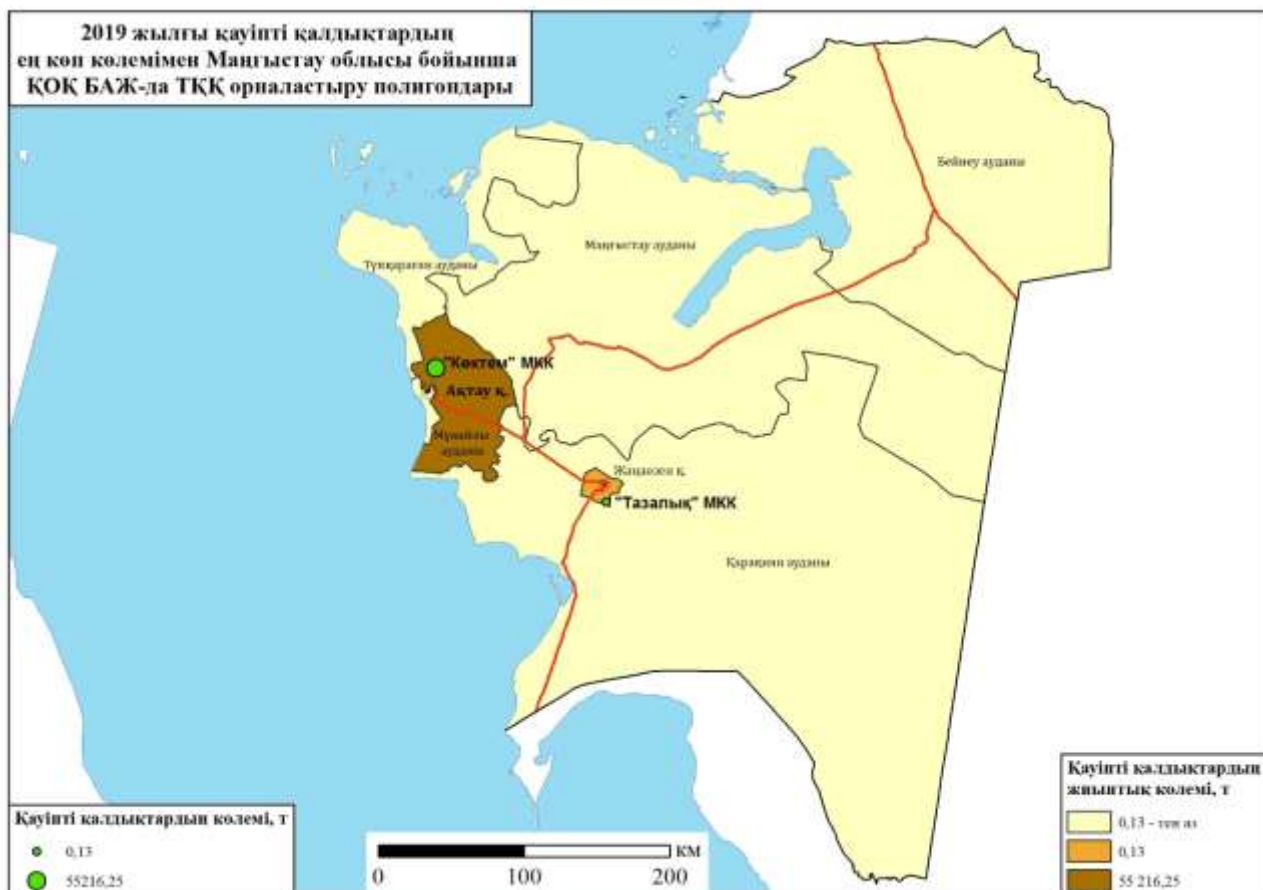 2019 жылғы қауіпті қалдықтардың
ең көп көлемімен Маңғыстау облысы бойынша
ҚОҚ БАЖ-да ТҚҚ орналастыру полигондары
Бейнеу ауданы
Маңғыстау ауданы
Түпқараған ауданы
"Көктем" МКК
Ақтау қ.
Мұнайлы
ауданы
Жаңаөзен қ.
"Тазалық" МКК
Қарақия ауданы
Қауіпті қалдықтардың көлемі, т
0,13
55216,25
КМ
0
100
200
Қауіпті қалдықтардың
жиынтық көлемі, т
0,13 - тен аз
0,13
55 216,25